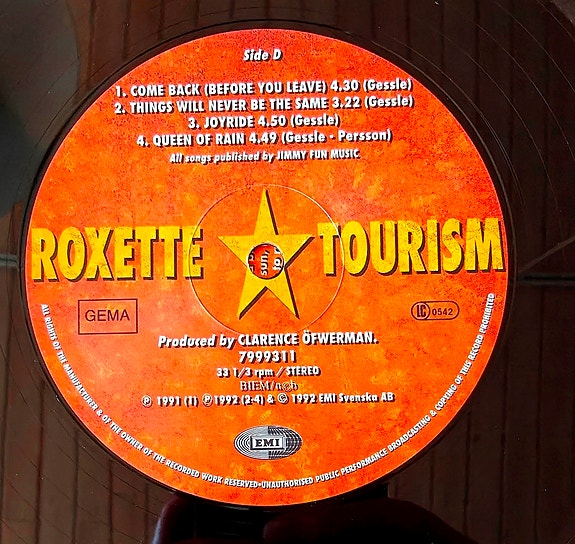 Side D
1. COME BACK (BEFORE YOU LEAVE) 4.30 (Gessle)
2. THINGS WILL NEVER BE THE SAME 3.22 (Gessle)
3. JOYRIDE 4.50 (Gessle)
4. QUEEN OF RAIN 4.49 (Gessle - Persson)
All songs published by JIMMY FUN MUSIC
ROXETTE TOURISM
sun,
GEMA
LC 0542
Produced by CLARENCE ÖFWERMAN.
7999311
33 1/3 rpm / STEREO
BIEM/n©b
℗ 1991 (1) ℗ 1992 (2-4) & © 1992 EMI Svenska AB
EMI
ALL RIGHTS OF THE MANUFACTURER & OF THE OWNER OF THE RECORDED WORK RESERVED•UNAUTHORISED PUBLIC PERFORMANCE BROADCASTING & COPYING OF THIS RECORD PROHIBITED